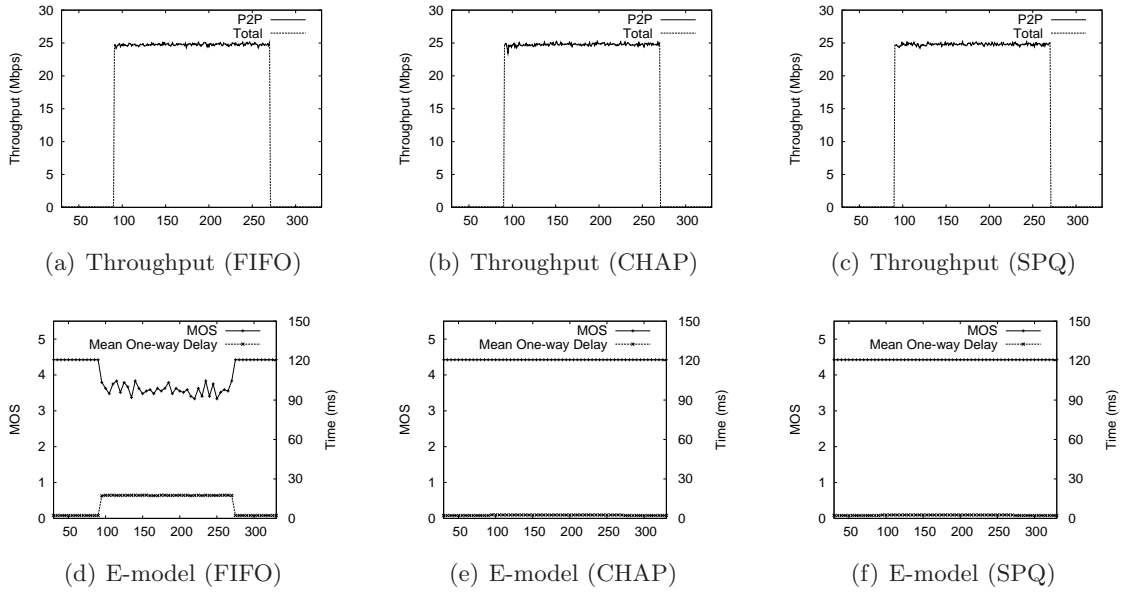 30
25
20
15
10
5
0
Throughput (Mbps)
P2P
Total
50 100 150 200 250 300
(a) Throughput (FIFO)
30
25
20
15
10
5
0
Throughput (Mbps)
P2P
Total
50 100 150 200 250 300
(b) Throughput (CHAP)
30
25
20
15
10
5
0
Throughput (Mbps)
P2P
Total
50 100 150 200 250 300
(c) Throughput (SPQ)
5
4
3
2
1
0
MOS
MOS
Mean One-way Delay
150
120
90
60
30
0
Time (ms)
50 100 150 200 250 300
(d) E-model (FIFO)
5
4
3
2
1
0
MOS
MOS
Mean One-way Delay
150
120
90
60
30
0
Time (ms)
50 100 150 200 250 300
(e) E-model (CHAP)
5
4
3
2
1
0
MOS
MOS
Mean One-way Delay
150
120
90
60
30
0
Time (ms)
50 100 150 200 250 300
(f) E-model (SPQ)